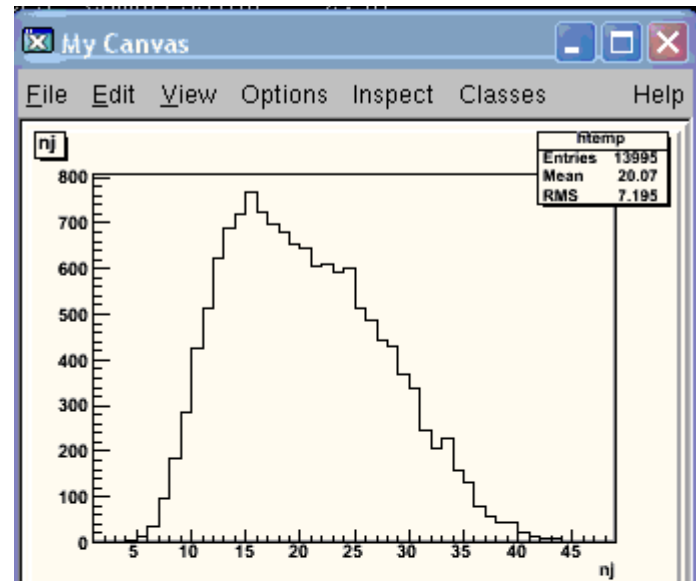 My Canvas
File Edit View Options Inspect Classes Help
nj
htemp
Entries 13995
Mean 20.07
RMS 7.195
800
700
600
500
400
300
200
100
0
5 10 15 20 25 30 35 40 45
nj